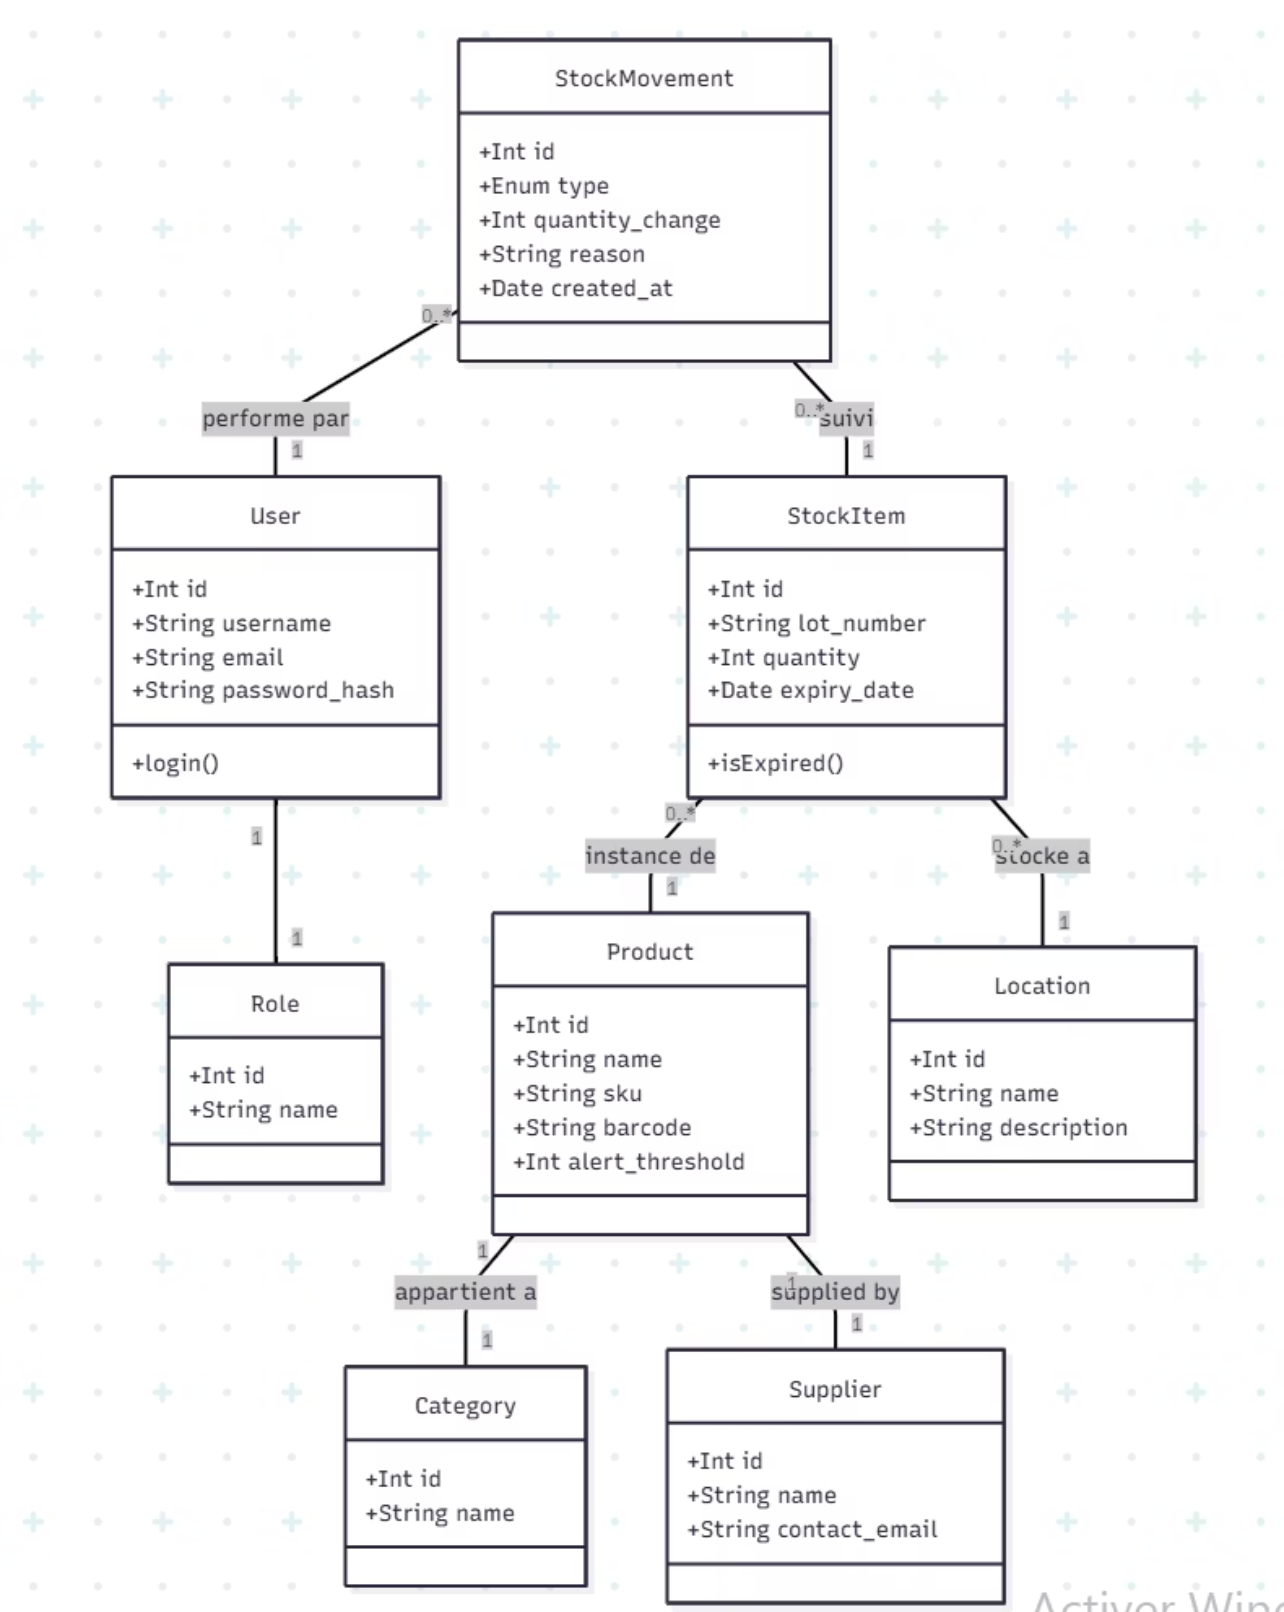 StockMovement
+Int id
+Enum type
+Int quantity_change
+String reason
+Date created_at
0..*
performe par
1
0..*
suivi
1
User
+Int id
+String username
+String email
+String password_hash
+login()
StockItem
+Int id
+String lot_number
+Int quantity
+Date expiry_date
+isExpired()
1
1
0..*
instance de
1
0..*
stocke a
1
Role
+Int id
+String name
Product
+Int id
+String name
+String sku
+String barcode
+Int alert_threshold
Location
+Int id
+String name
+String description
1
appartient a
1
1
supplied by
1
Category
+Int id
+String name
Supplier
+Int id
+String name
+String contact_email
Activer